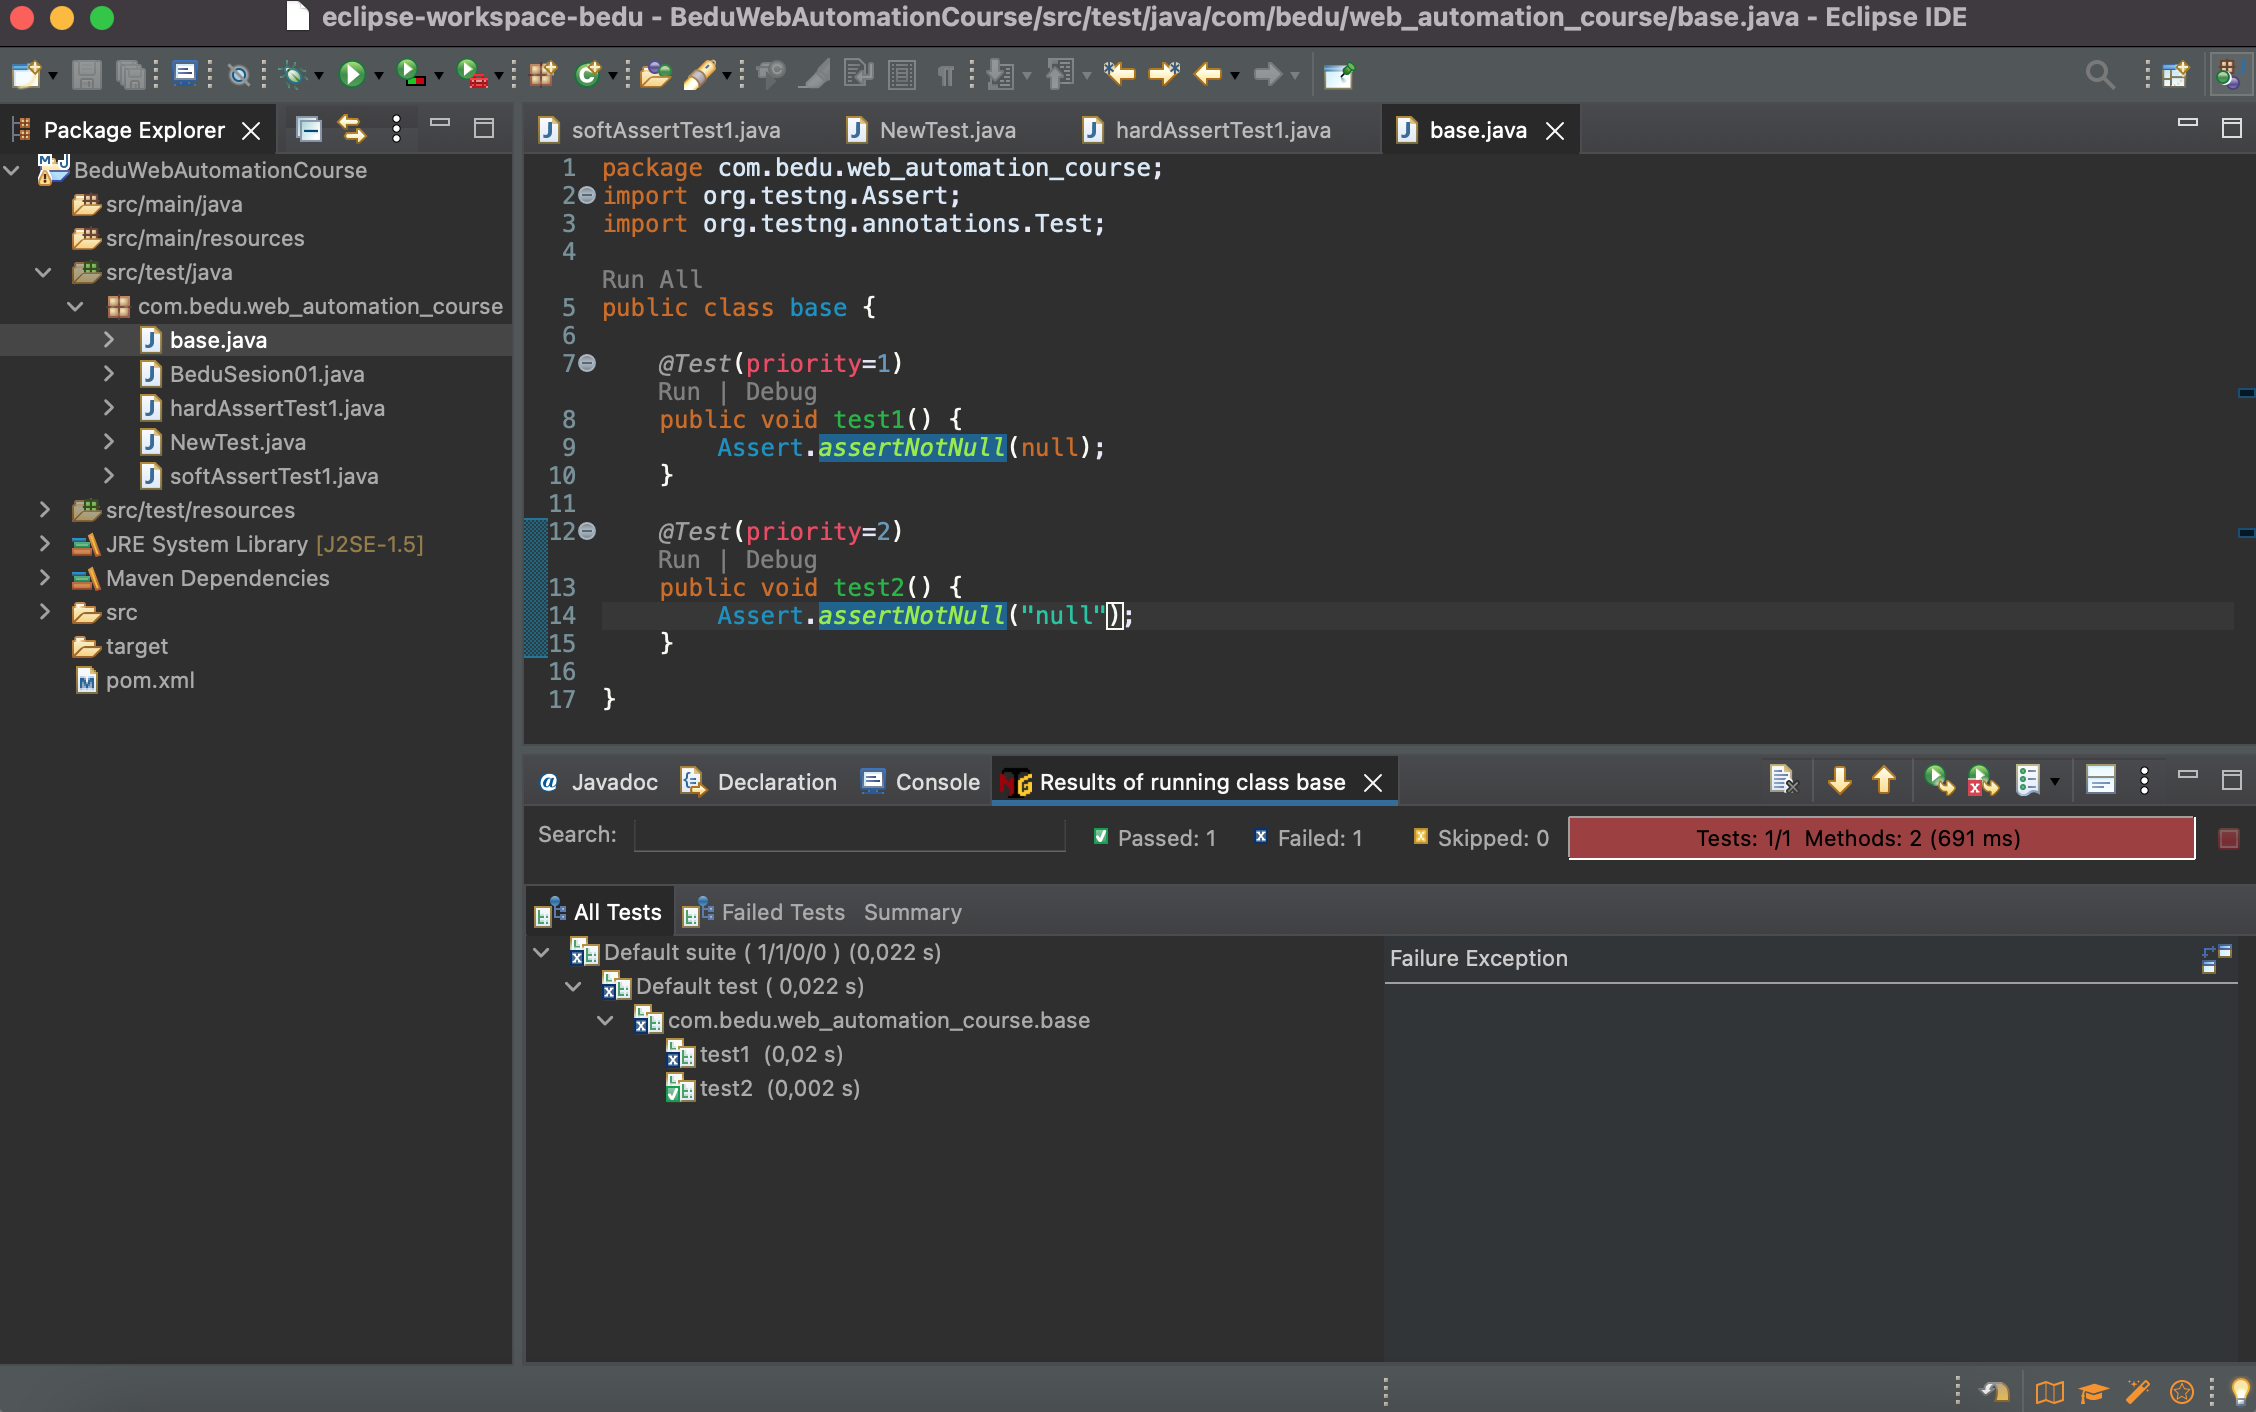 eclipse-workspace-bedu - BeduWebAutomationCourse/src/test/java/com/bedu/web_automation_course/base.java - Eclipse IDE
Package Explorer
BeduWebAutomationCourse
src/main/java
src/main/resources
src/test/java
com.bedu.web_automation_course
base.java
BeduSesion01.java
hardAssertTest1.java
NewTest.java
softAssertTest1.java
src/test/resources
JRE System Library [J2SE-1.5]
Maven Dependencies
src
target
pom.xml
softAssertTest1.java NewTest.java hardAssertTest1.java base.java
1 package com.bedu.web_automation_course;
2 import org.testng.Assert;
3 import org.testng.annotations.Test;
4
Run All
5 public class base {
6
7 @Test(priority=1)
Run | Debug
8 public void test1() {
9 Assert.assertNotNull(null);
10 }
11
12 @Test(priority=2)
Run | Debug
13 public void test2() {
14 Assert.assertNotNull("null");
15 }
16
17 }
@ Javadoc Declaration Console Results of running class base
Search: Passed: 1 Failed: 1 Skipped: 0 Tests: 1/1 Methods: 2 (691 ms)
All Tests Failed Tests Summary
Default suite ( 1/1/0/0 ) (0,022 s)
Default test ( 0,022 s)
com.bedu.web_automation_course.base
test1 (0,02 s)
test2 (0,002 s)
Failure Exception